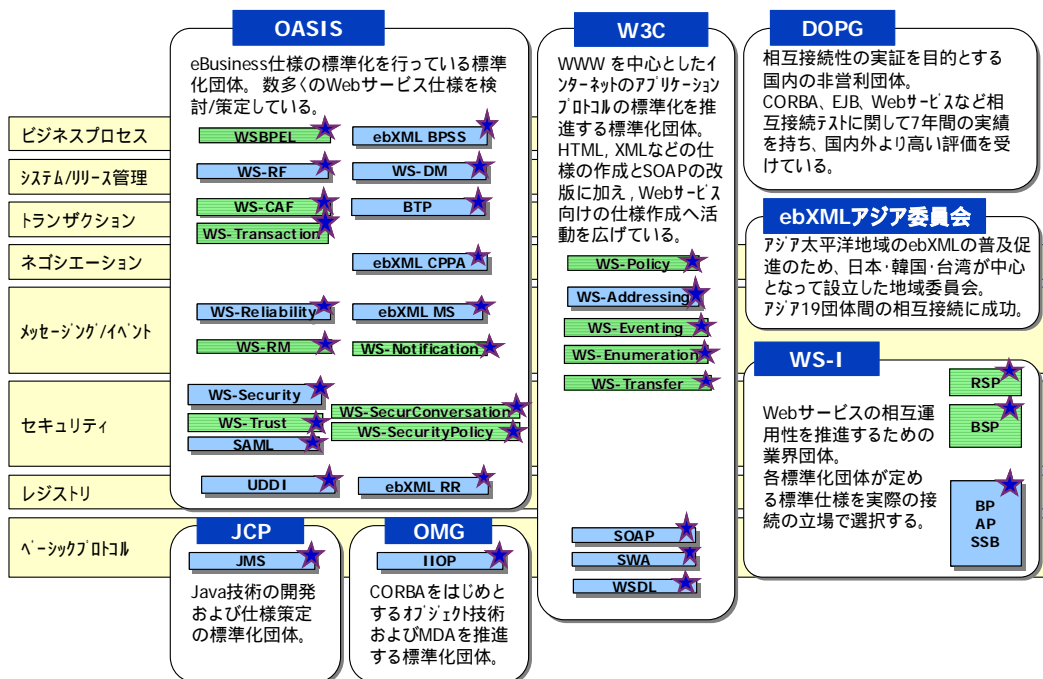 OASIS
eBusiness仕様の標準化を行っている標準
化団体。 数多くのWebサービス仕様を検
討/策定している。
W3C
WWW を中心としたイ
ンターネットのアプリケーション
プロトコルの標準化を推
進する標準化団体。
HTML, XMLなどの仕
様の作成とSOAPの改
版に加え, Webサービス
向けの仕様作成へ活
動を広げている。
DOPG
相互接続性の実証を目的とする
国内の非営利団体。
CORBA、EJB、Webサービスなど相
互接続テストに関して7年間の実績
を持ち、国内外より高い評価を受
けている。
ebXMLアジア委員会
アジア太平洋地域のebXMLの普及促
進のため、日本・韓国・台湾が中心
となって設立した地域委員会。
アジア19団体間の相互接続に成功。
WS-I
Webサービスの相互運
用性を推進するための
業界団体。
各標準化団体が定め
る標準仕様を実際の接
続の立場で選択する。
RSP
BSP
BP
AP
SSB
ビジネスプロセス
WSBPEL
ebXML BPSS
システム/リリース管理
WS-RF
WS-DM
トランザクション
WS-CAF
BTP
WS-Transaction
ネゴシエーション
ebXML CPPA
WS-Policy
メッセージング/イベント
WS-Reliability
ebXML MS
WS-RM
WS-Notification
WS-Addressing
WS-Eventing
WS-Enumeration
WS-Transfer
セキュリティ
WS-Security
WS-Trust
SAML
WS-SecurConversation
WS-SecurityPolicy
レジストリ
UDDI
ebXML RR
ベーシックプロトコル
JCP
JMS
Java技術の開発
および仕様策定
の標準化団体。
OMG
IIOP
CORBAをはじめと
するオブジェクト技術
およびMDAを推進
する標準化団体。
SOAP
SWA
WSDL